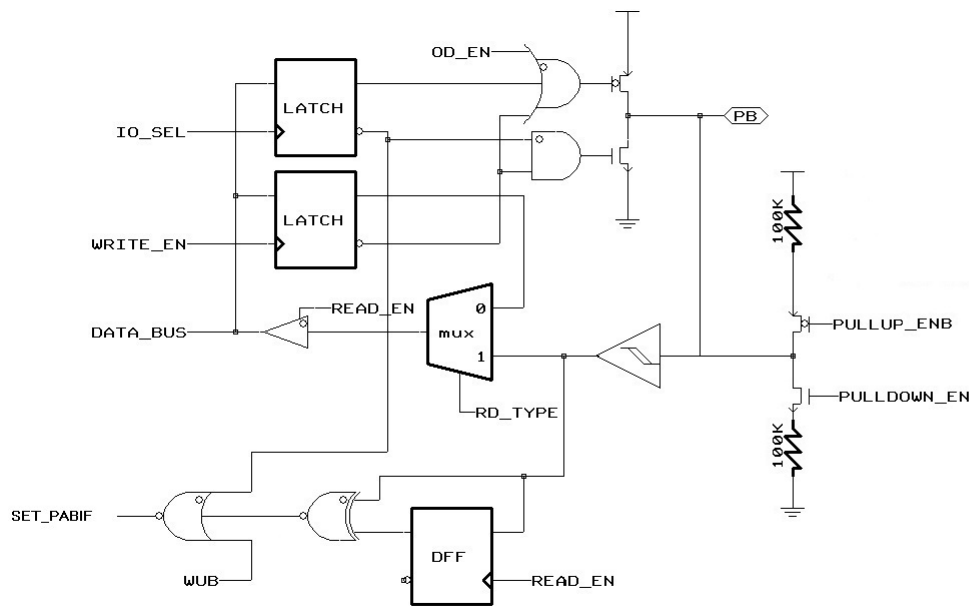 OD_EN
LATCH
PB
IO_SEL
LATCH
100K
WRITE_EN
READ_EN
0
PULLUP_ENB
DATA_BUS
mux
1
PULLDOWN_EN
RD_TYPE
100K
SET_PABIF
DFF
WUB
READ_EN